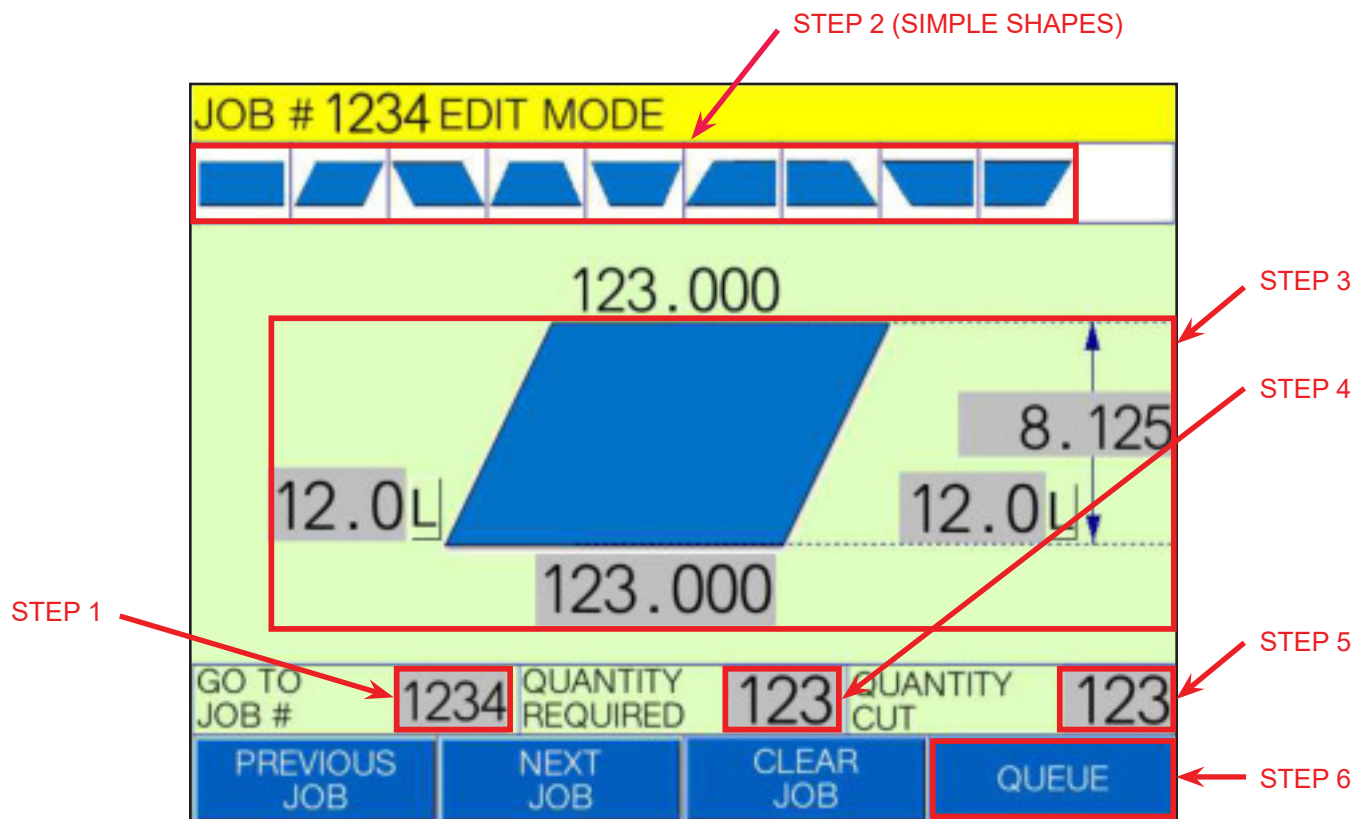 STEP 2 (SIMPLE SHAPES)
JOB # 1234 EDIT MODE
123.000
STEP 3
STEP 4
8.125
12.0 L
12.0 L
123.000
STEP 1
STEP 5
GO TO
JOB #
1234
QUANTITY
REQUIRED
123
QUANTITY
CUT
123
PREVIOUS
JOB
NEXT
JOB
CLEAR
JOB
QUEUE
STEP 6